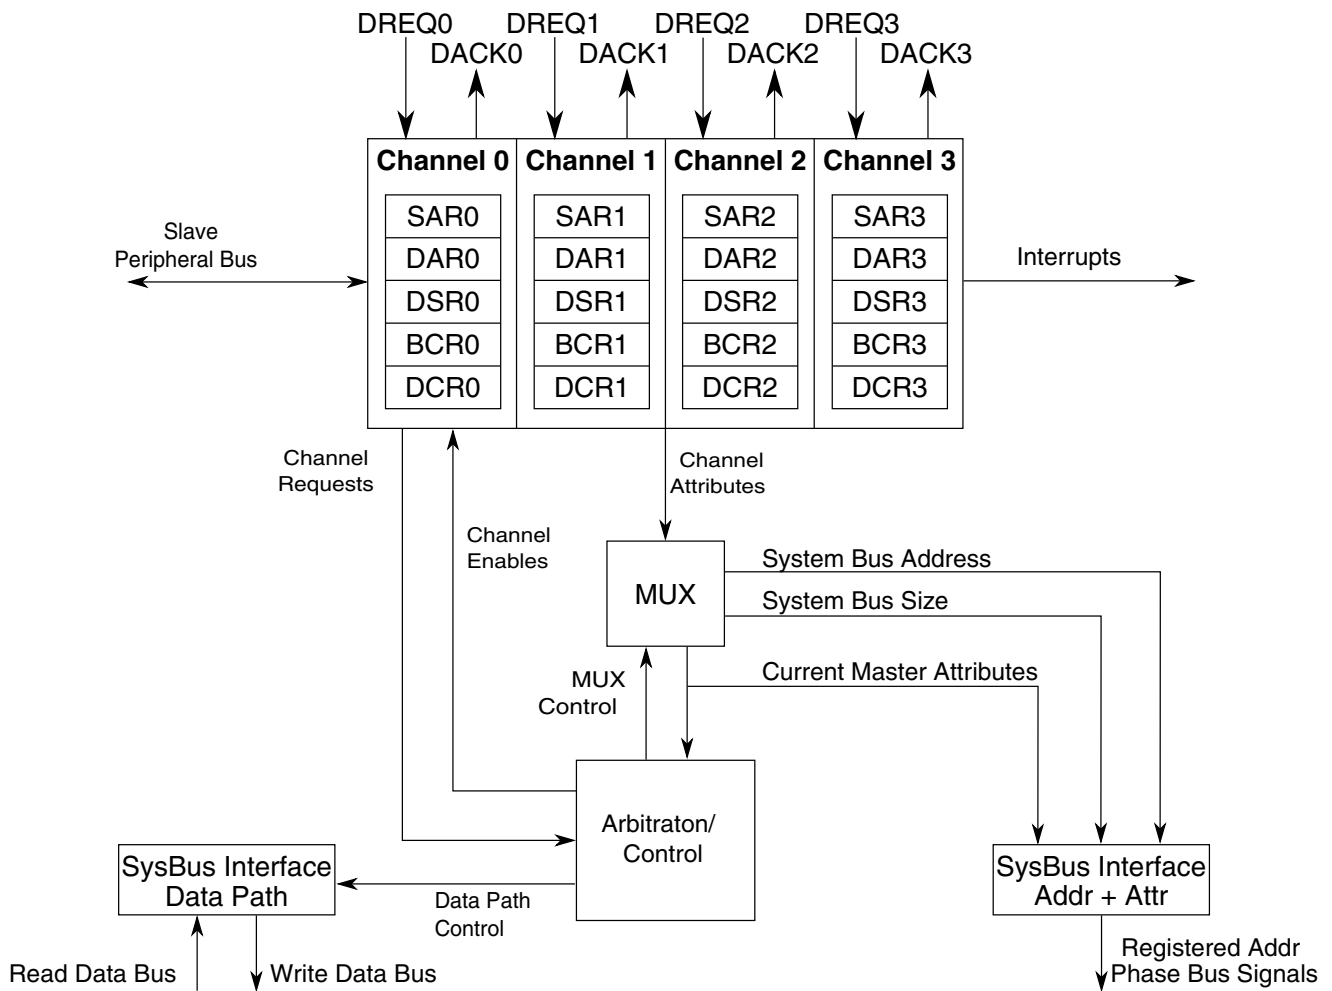 DREQ0 DREQ1 DREQ2 DREQ3
DACK0 DACK1 DACK2 DACK3
Channel 0 Channel 1 Channel 2 Channel 3
SAR0 SAR1 SAR2 SAR3
DAR0 DAR1 DAR2 DAR3
DSR0 DSR1 DSR2 DSR3
BCR0 BCR1 BCR2 BCR3
DCR0 DCR1 DCR2 DCR3
Slave
Peripheral Bus
Interrupts
Channel
Requests
Channel
Attributes
Channel
Enables
MUX
System Bus Address
System Bus Size
Current Master Attributes
MUX
Control
Arbitraton/
Control
SysBus Interface
Data Path
Data Path
Control
SysBus Interface
Addr + Attr
Read Data Bus
Write Data Bus
Registered Addr
Phase Bus Signals